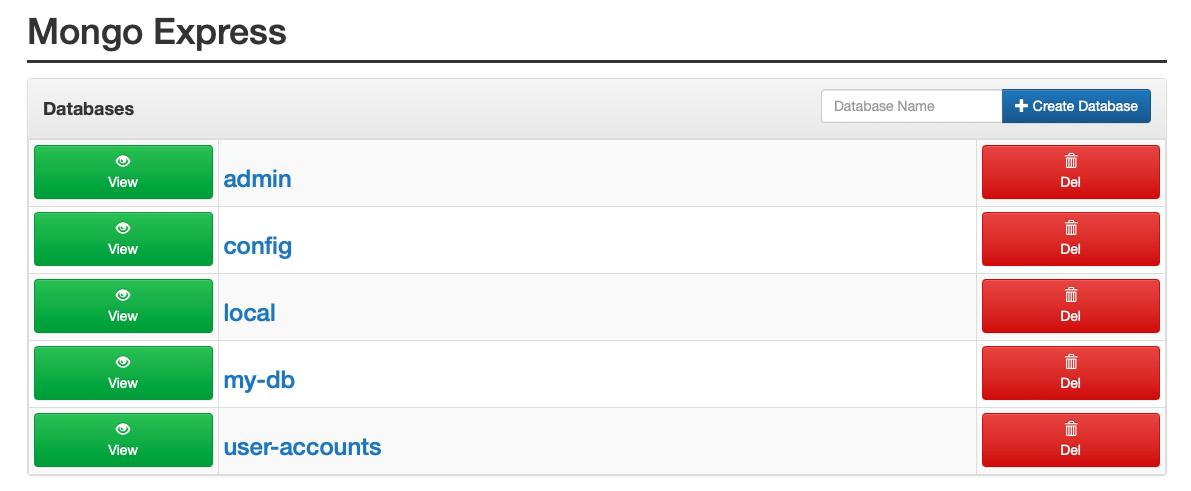 Mongo Express
Databases
Database Name
Create Database
View
admin
Del
View
config
Del
View
local
Del
View
my-db
Del
View
user-accounts
Del